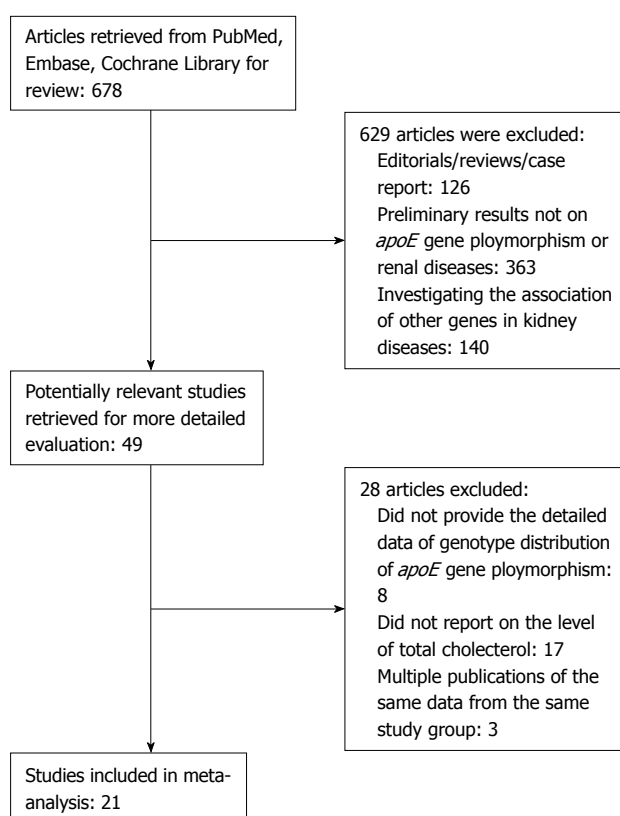 Articles retrieved from PubMed,
Embase, Cochrane Library for
review: 678
629 articles were excluded:
Editorials/reviews/case
report: 126
Preliminary results not on
apoE gene ploymorphism or
renal diseases: 363
Investigating the association
of other genes in kidney
diseases: 140
Potentially relevant studies
retrieved for more detailed
evaluation: 49
28 articles excluded:
Did not provide the detailed
data of genotype distribution
of apoE gene ploymorphism:
8
Did not report on the level
of total cholecterol: 17
Multiple publications of the
same data from the same
study group: 3
Studies included in meta-
analysis: 21